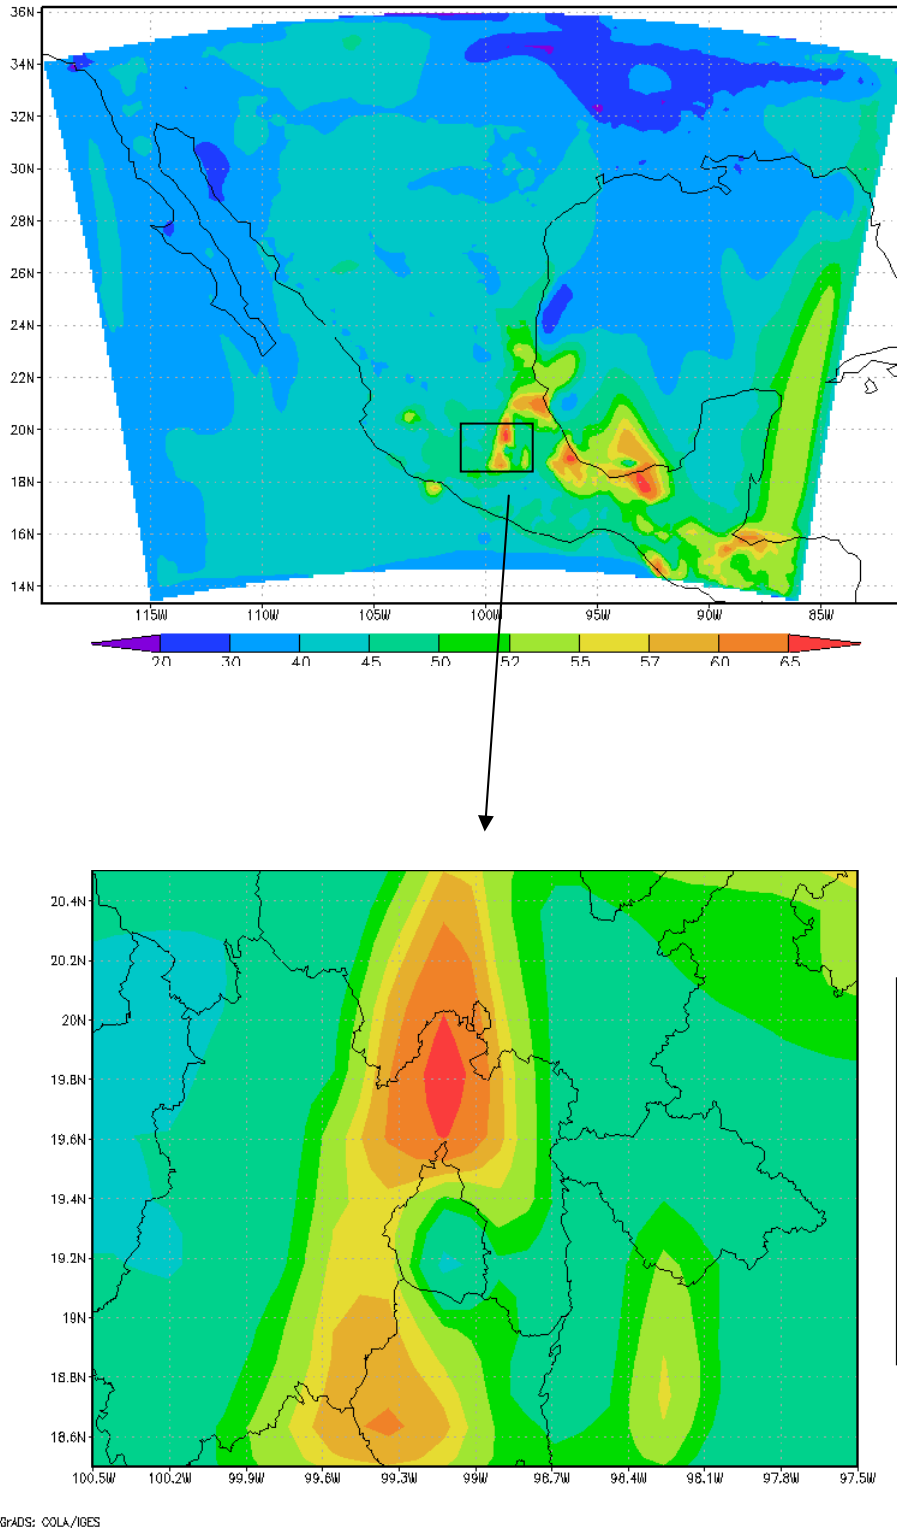 36N
34N
32N
30N
28N
26N
24N
22N
20N
18N
16N
14N
115W 110W 105W 100W 95W 90W 85W
20 30 40 45 50 52 55 57 60 65
20.4N
20.2N
20N
19.8N
19.6N
19.4N
19.2N
19N
18.8N
18.6N
100.5W 100.2W 99.9W 99.6W 99.3W 99W 98.7W 98.4W 98.1W 97.8W 97.5W
GrADS: COLA/IGES